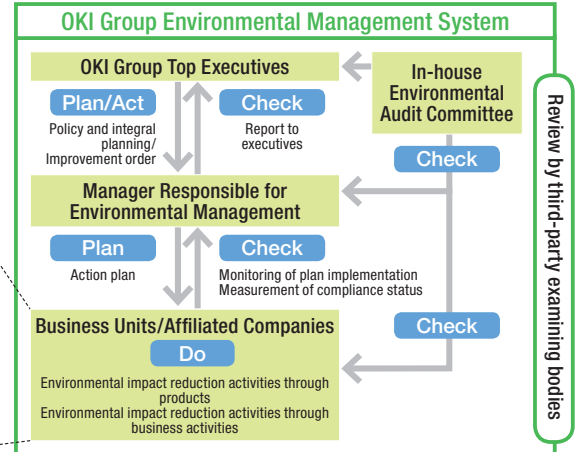 OKI Group Environmental Management System
OKI Group Top Executives
Plan/Act
Policy and integral
planning/
Improvement order
Check
Report to
executives
In-house
Environmental
Audit Committee
Check
Manager Responsible for
Environmental Management
Plan
Action plan
Check
Monitoring of plan implementation
Measurement of compliance status
Check
Business Units/Affiliated Companies
Do
Environmental impact reduction activities through
products
Environmental impact reduction activities through
business activities
Review by third-party examining bodies